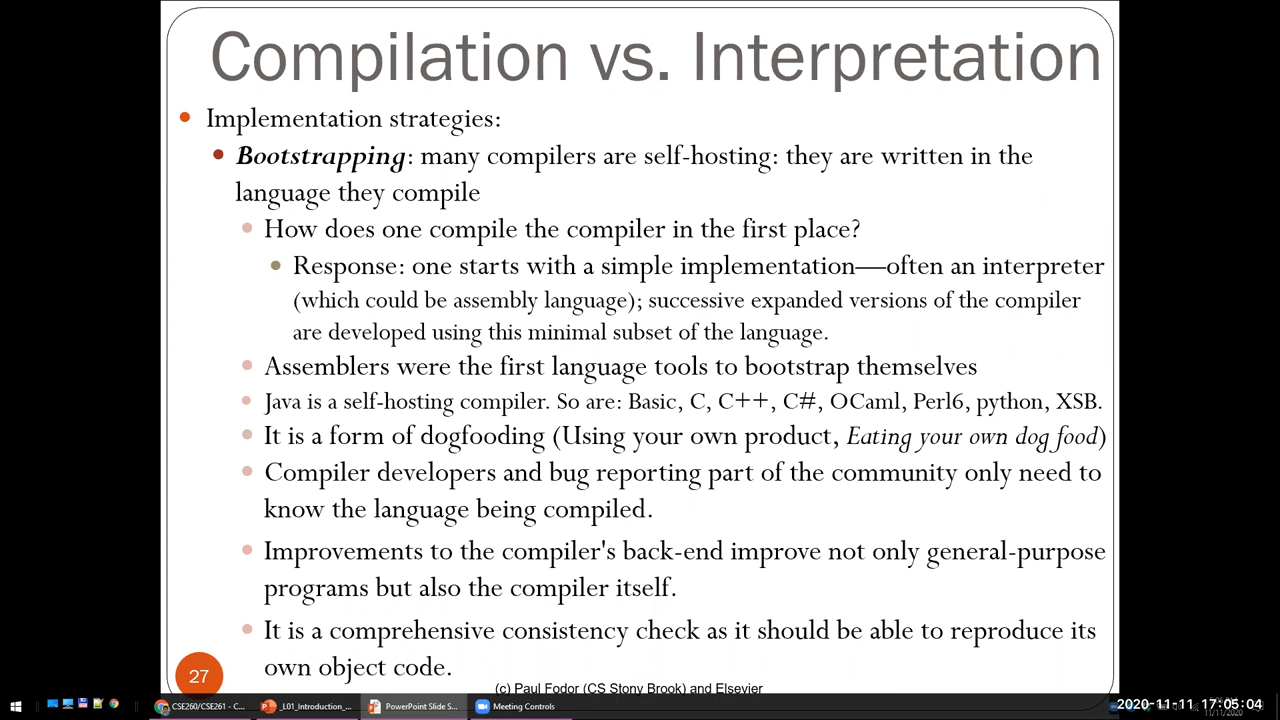 Compilation vs. Interpretation
Implementation strategies:
Bootstrapping: many compilers are self-hosting: they are written in the
language they compile
How does one compile the compiler in the first place?
Response: one starts with a simple implementation—often an interpreter
(which could be assembly language); successive expanded versions of the compiler
are developed using this minimal subset of the language.
Assemblers were the first language tools to bootstrap themselves
Java is a self-hosting compiler. So are: Basic, C, C++, C#, OCaml, Perl6, python, XSB.
It is a form of dogfooding (Using your own product, Eating your own dog food)
Compiler developers and bug reporting part of the community only need to
know the language being compiled.
Improvements to the compiler's back-end improve not only general-purpose
programs but also the compiler itself.
It is a comprehensive consistency check as it should be able to reproduce its
own object code.
27
(c) Paul Fodor (CS Stony Brook) and Elsevier
CSE260/CSE261 - C... _L01_Introduction_... PowerPoint Slide S... Meeting Controls
2020-11-11 17:05:04
11/11/2020